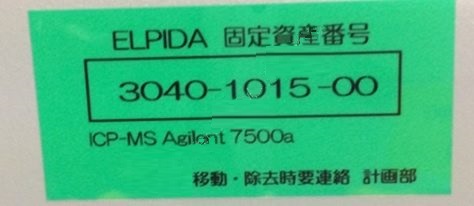 ELPIDA 固定資産番号
3040-1015-00
ICP-MS Agilent 7500a
移動・除去時要連絡 計画部